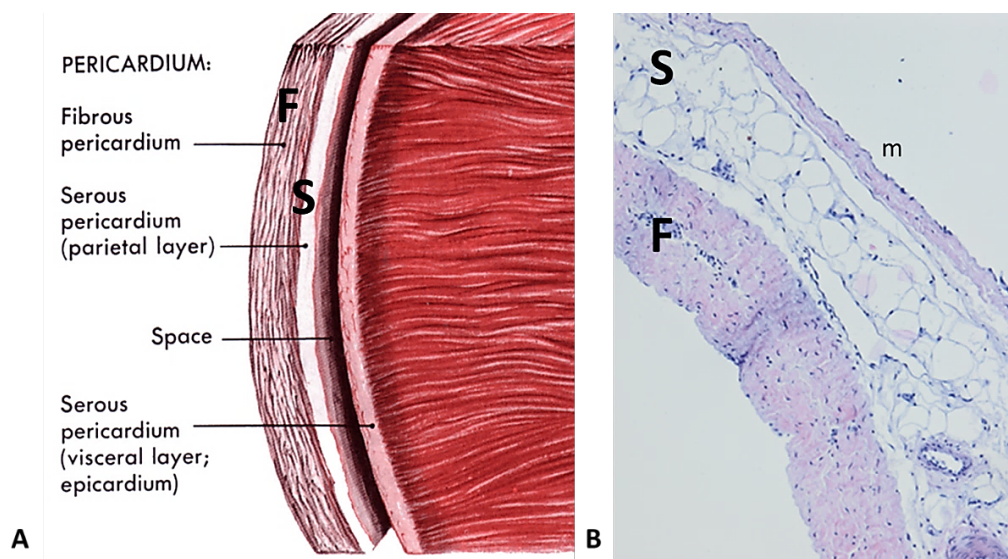 PERICARDIUM:
F
Fibrous
pericardium
S
Serous
pericardium
(parietal layer)
Space
Serous
pericardium
(visceral layer;
epicardium)
A
S
m
F
B